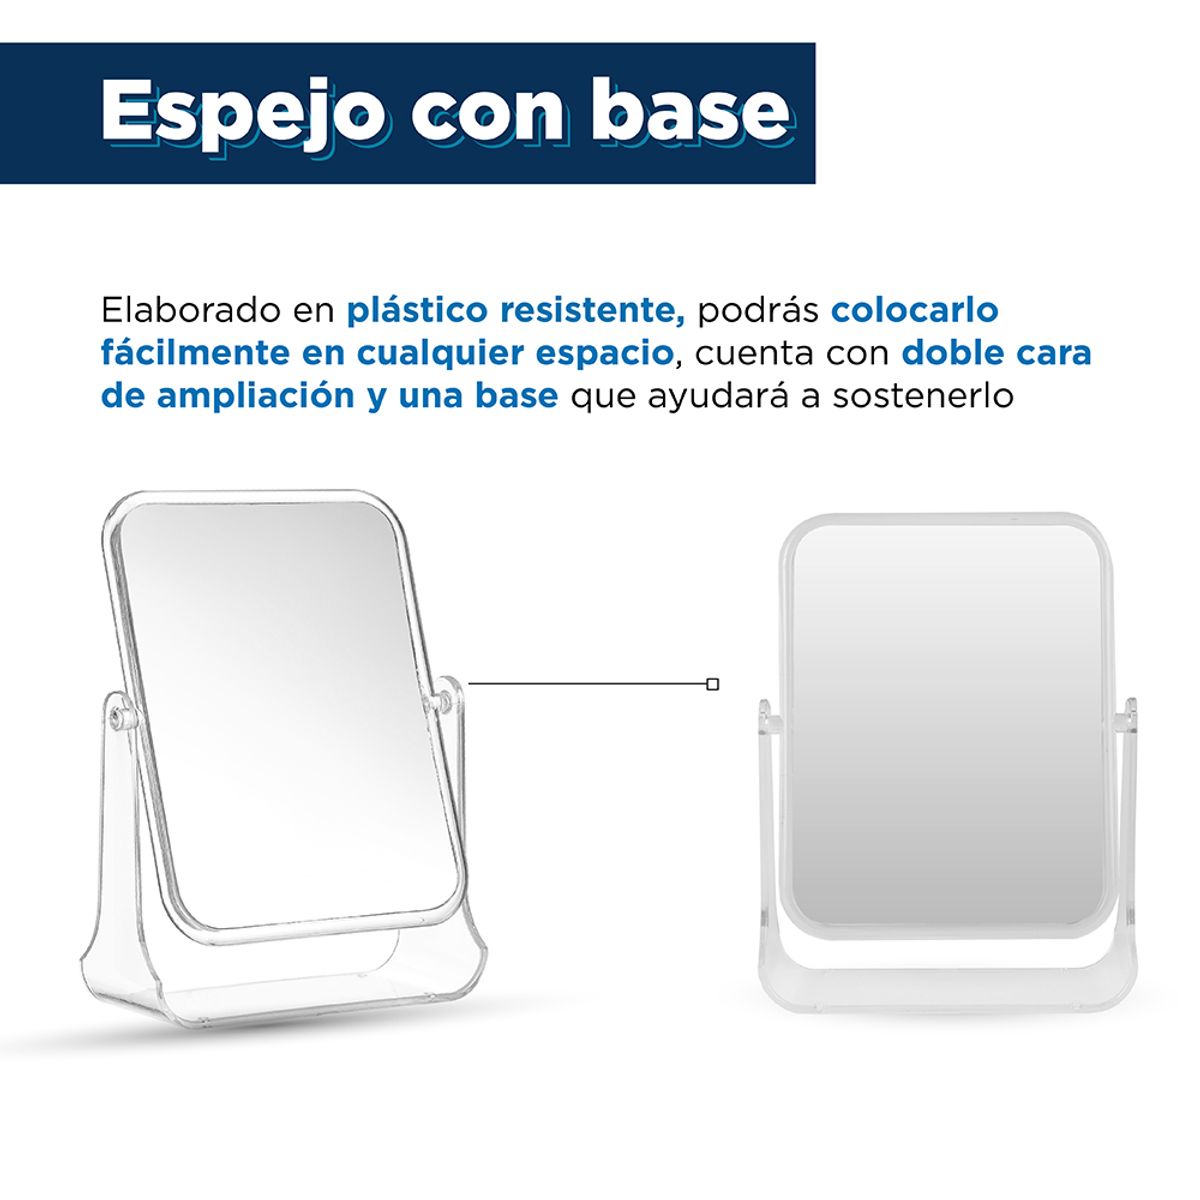 Espejo con base
Elaborado en plástico resistente, podrás colocarlo
fácilmente en cualquier espacio, cuenta con doble cara
de ampliación y una base que ayudará a sostenerlo